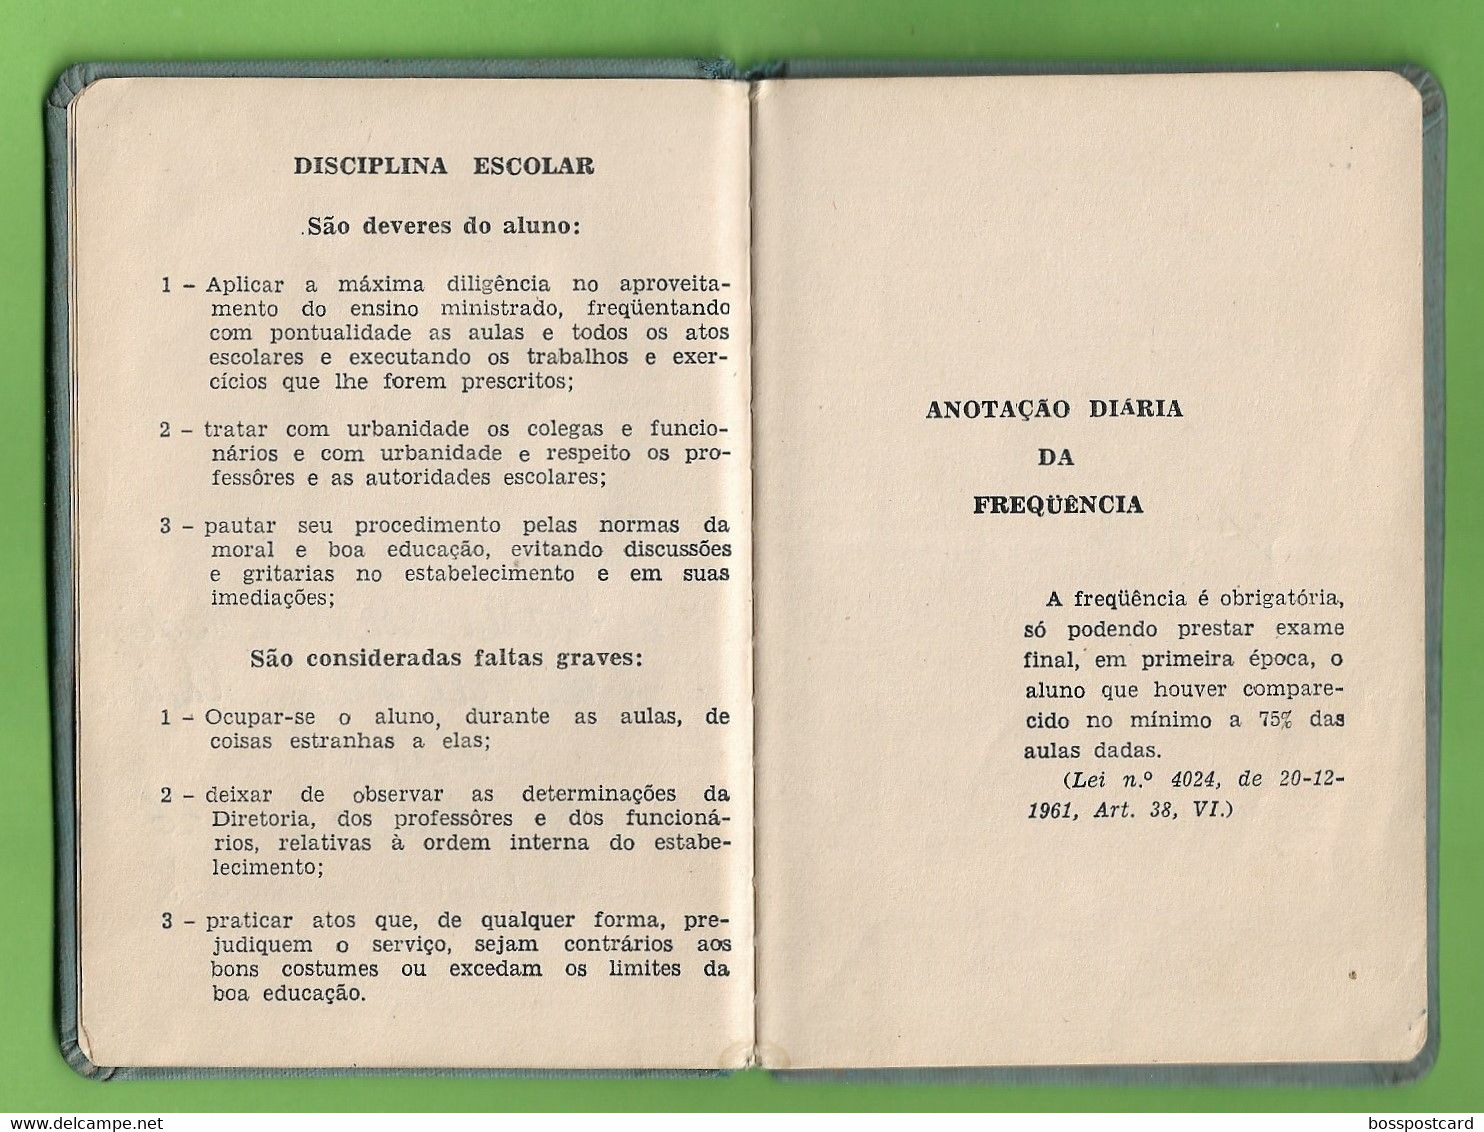 DISCIPLINA ESCOLAR
São deveres do aluno:
1 – Aplicar a máxima diligência no aproveita-
mento do ensino ministrado, freqüentando
com pontualidade as aulas e todos os atos
escolares e executando os trabalhos e exer-
cícios que lhe forem prescritos;
2 – tratar com urbanidade os colegas e funcio-
nários e com urbanidade e respeito os pro-
fessôres e as autoridades escolares;
3 – pautar seu procedimento pelas normas da
moral e boa educação, evitando discussões
e gritarias no estabelecimento e em suas
imediações;
São consideradas faltas graves:
1 – Ocupar-se o aluno, durante as aulas, de
coisas estranhas a elas;
2 – deixar de observar as determinações da
Diretoria, dos professôres e dos funcioná-
rios, relativas à ordem interna do estabe-
lecimento;
3 – praticar atos que, de qualquer forma, pre-
judiquem o serviço, sejam contrários aos
bons costumes ou excedam os limites da
boa educação.
ANOTAÇÃO DIÁRIA
DA
FREQÜÊNCIA
A freqüência é obrigatória,
só podendo prestar exame
final, em primeira época, o
aluno que houver compare-
cido no mínimo a 75% das
aulas dadas.
(Lei n.º 4024, de 20-12-
1961, Art. 38, VI.)
delcampe.net
bosspostcard